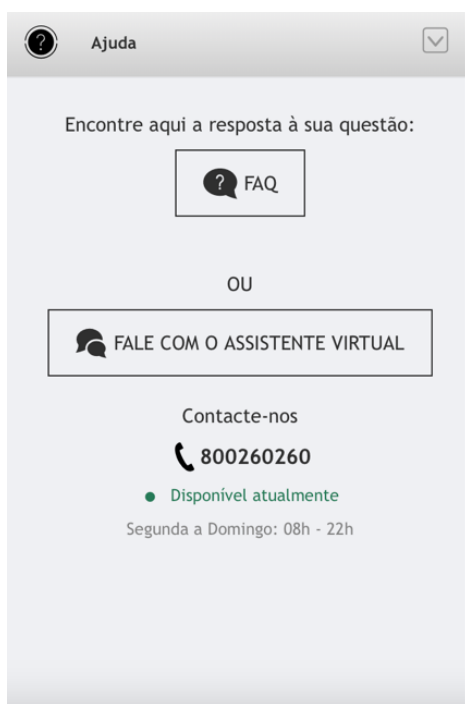 Ajuda
Encontre aqui a resposta à sua questão:
? FAQ
OU
FALE COM O ASSISTENTE VIRTUAL
Contacte-nos
800260260
Disponível atualmente
Segunda a Domingo: 08h - 22h